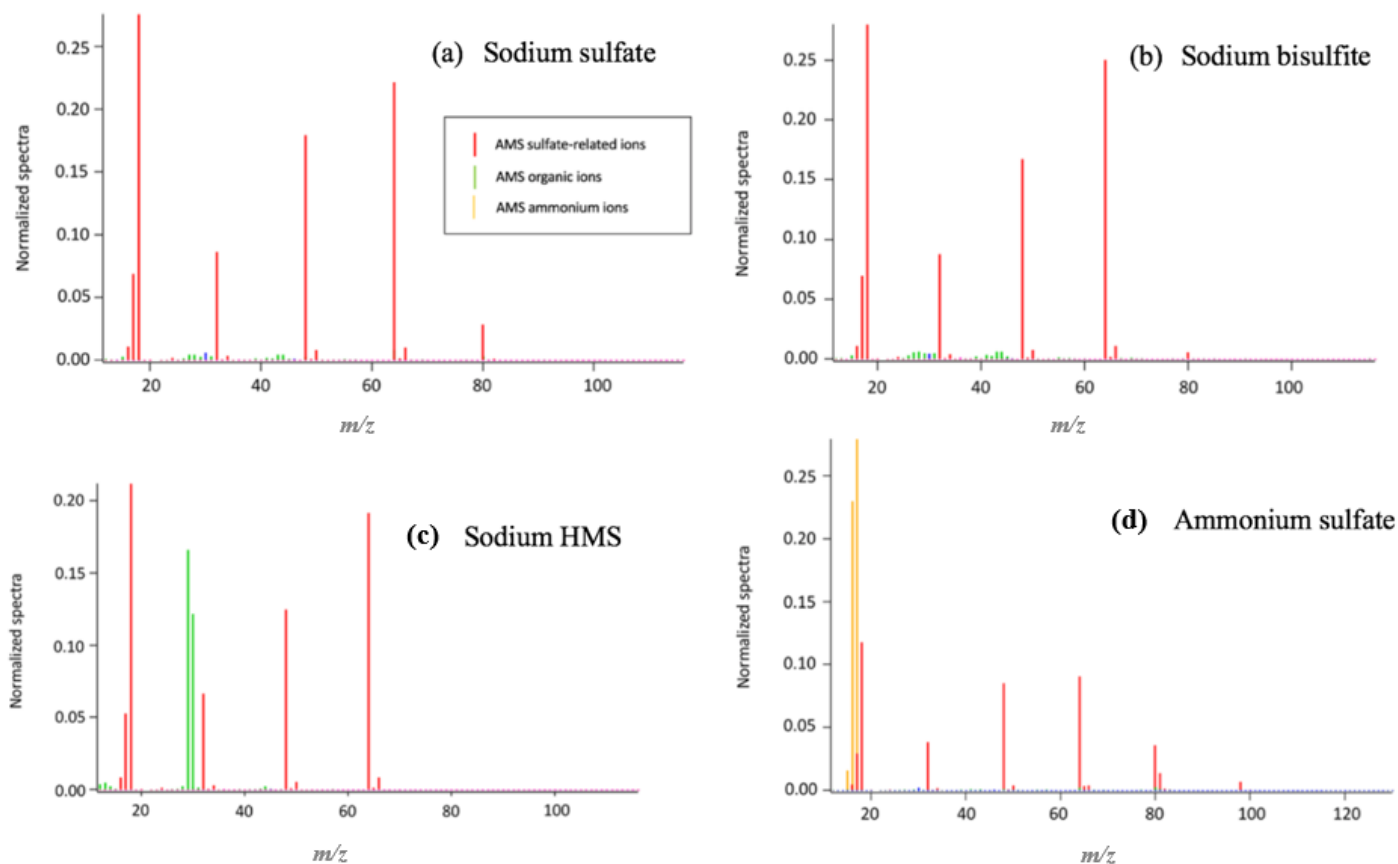 (a) Sodium sulfate
Normalized spectra
0.25
0.20
0.15
0.10
0.05
0.00
AMS sulfate-related ions
AMS organic ions
AMS ammonium ions
20 40 60 80 100
m/z
(b) Sodium bisulfite
Normalized spectra
0.25
0.20
0.15
0.10
0.05
0.00
20 40 60 80 100
m/z
(c) Sodium HMS
Normalized spectra
0.20
0.15
0.10
0.05
0.00
20 40 60 80 100
m/z
(d) Ammonium sulfate
Normalized spectra
0.25
0.20
0.15
0.10
0.05
0.00
20 40 60 80 100 120
m/z